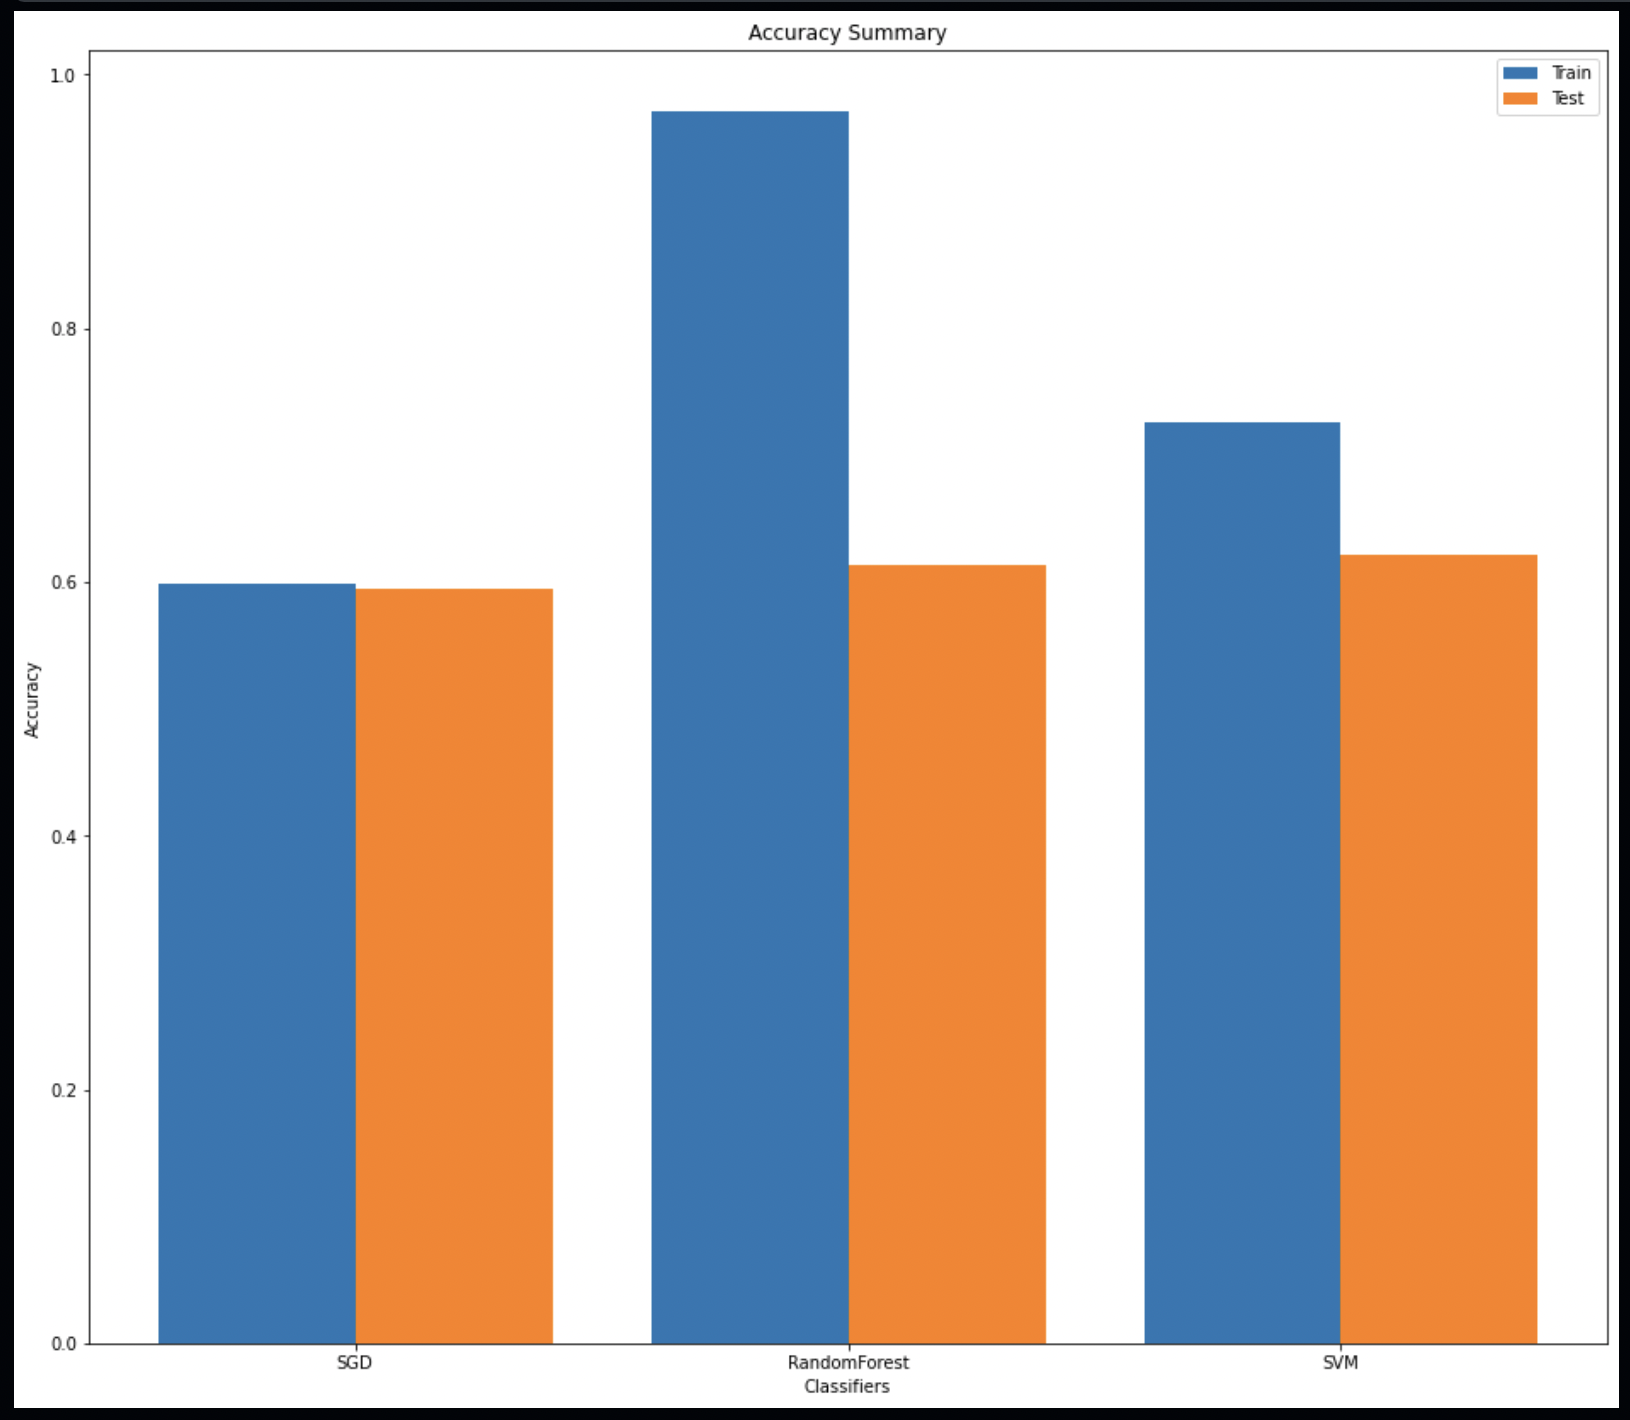 Accuracy Summary
Train
Test
1.0
0.8
0.6
0.4
0.2
0.0
Accuracy
SGD
RandomForest
SVM
Classifiers